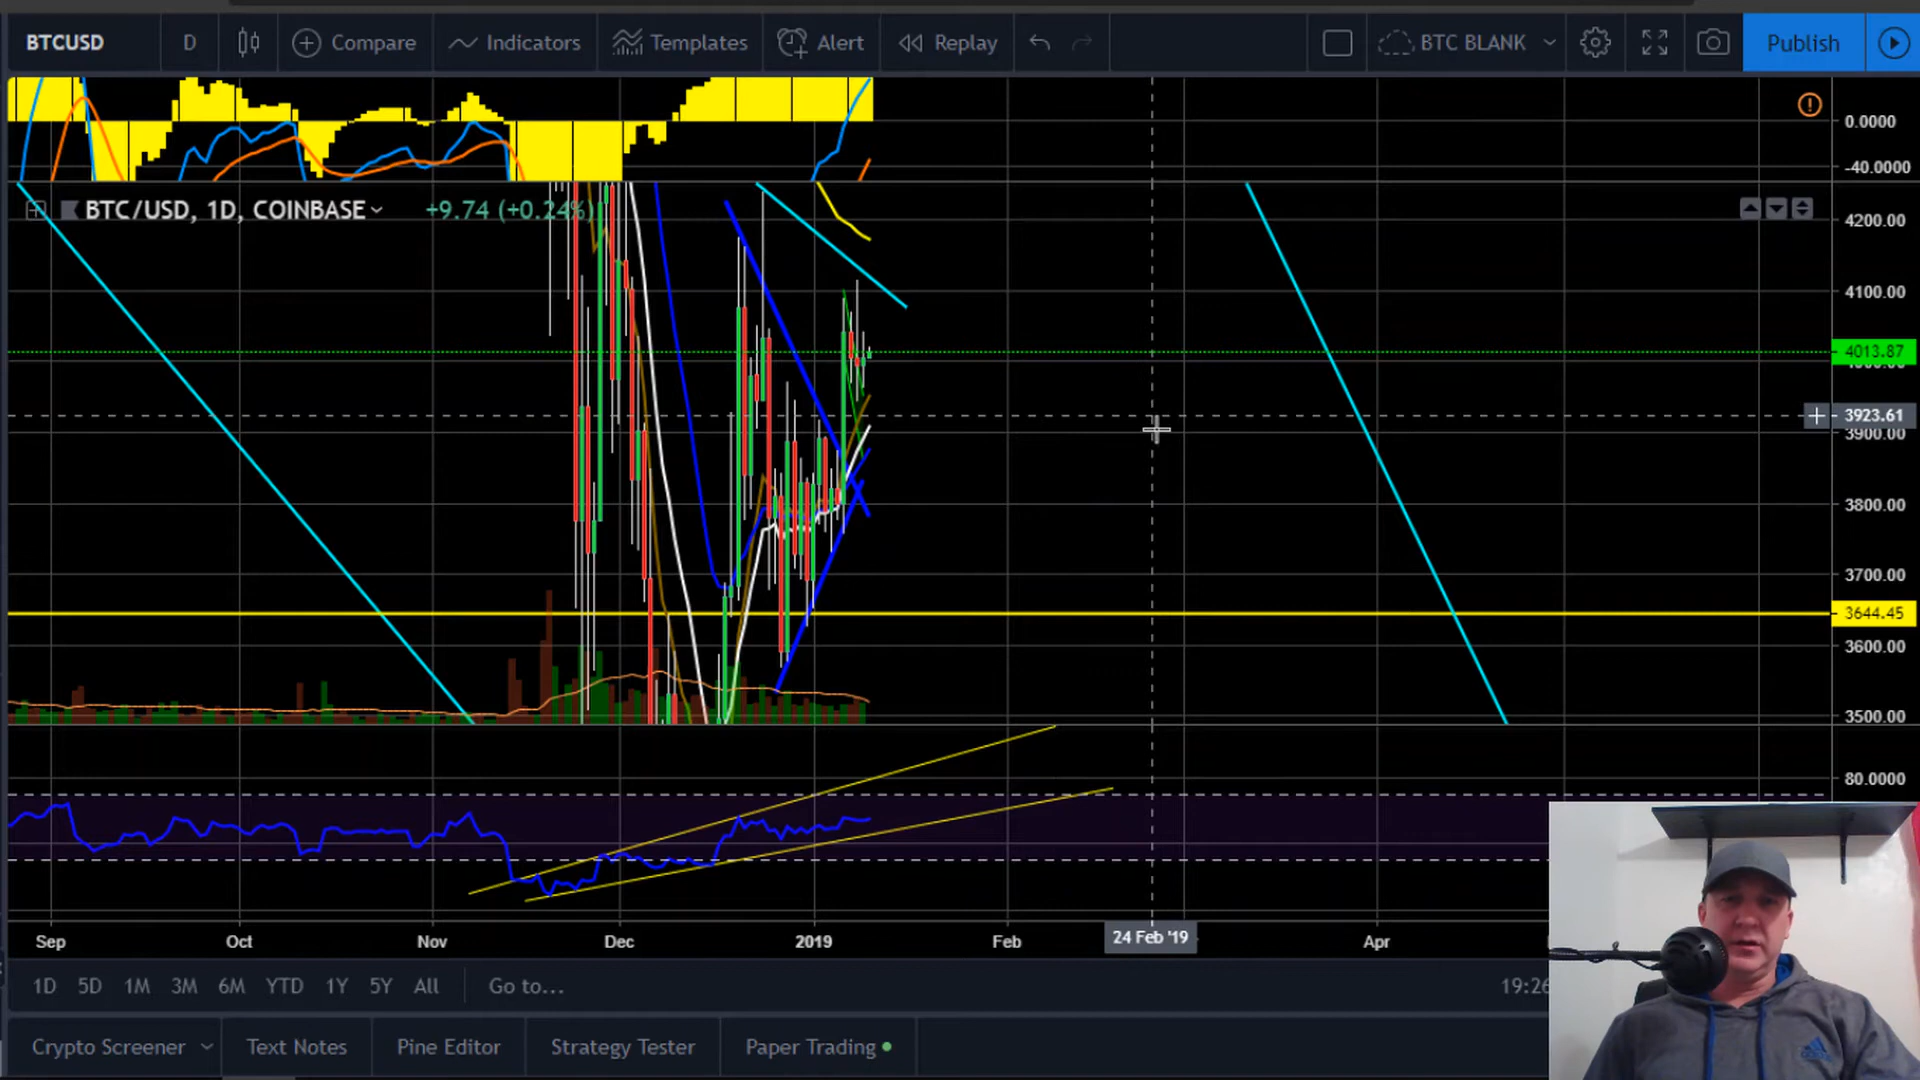 BTCUSD D Compare Indicators Templates Alert Replay BTC BLANK Publish
0.0000
-40.0000
BTC/USD, 1D, COINBASE +9.74 (+0.24%)
4200.00
4100.00
4013.87
3923.61
3900.00
3800.00
3700.00
3644.45
3600.00
3500.00
80.0000
Sep Oct Nov Dec 2019 Feb 24 Feb '19 Apr
1D 5D 1M 3M 6M YTD 1Y 5Y All Go to... 19:26
Crypto Screener Text Notes Pine Editor Strategy Tester Paper Trading
adidas